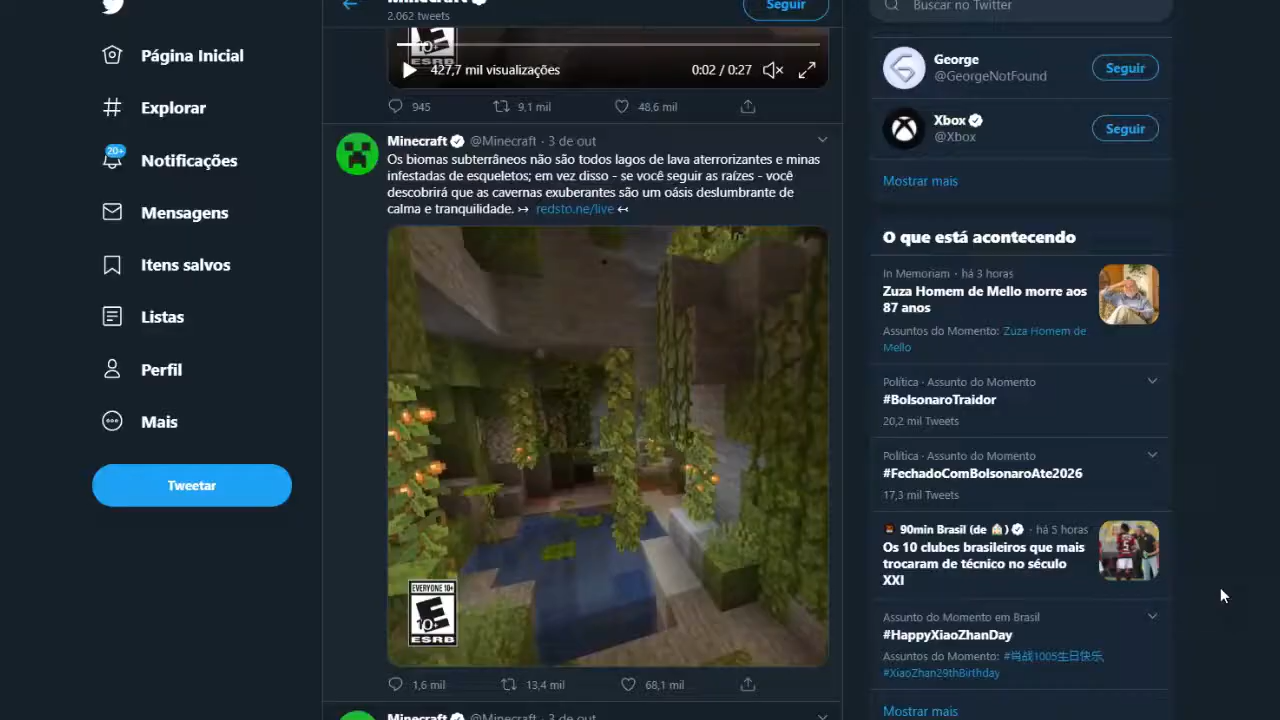 Página Inicial
Explorar
20+
Notificações
Mensagens
Itens salvos
Listas
Perfil
Mais
Tweetar
Minecraft
2.062 tweets
Seguir
10+
427,7 mil visualizações
0:02 / 0:27
945
9,1 mil
48,6 mil
Minecraft @Minecraft · 3 de out
Os biomas subterrâneos não são todos lagos de lava aterrorizantes e minas
infestadas de esqueletos; em vez disso - se você seguir as raízes - você
descobrirá que as cavernas exuberantes são um oásis deslumbrante de
calma e tranquilidade. ↣ redsto.ne/live ↢
EVERYONE 10+
E
10+
ESRB
1,6 mil
13,4 mil
68,1 mil
Minecraft @Minecraft · 3 de out
Buscar no Twitter
George
@GeorgeNotFound
Seguir
Xbox
@Xbox
Seguir
Mostrar mais
O que está acontecendo
In Memoriam · há 3 horas
Zuza Homem de Mello morre aos
87 anos
Assuntos do Momento: Zuza Homem de
Mello
Política · Assunto do Momento
#BolsonaroTraidor
20,2 mil Tweets
Política · Assunto do Momento
#FechadoComBolsonaroAte2026
17,3 mil Tweets
90min Brasil (de 🏠) · há 5 horas
Os 10 clubes brasileiros que mais
trocaram de técnico no século
XXI
Assunto do Momento em Brasil
#HappyXiaoZhanDay
Assuntos do Momento: #肖战1005生日快乐,
#XiaoZhan29thBirthday
Mostrar mais